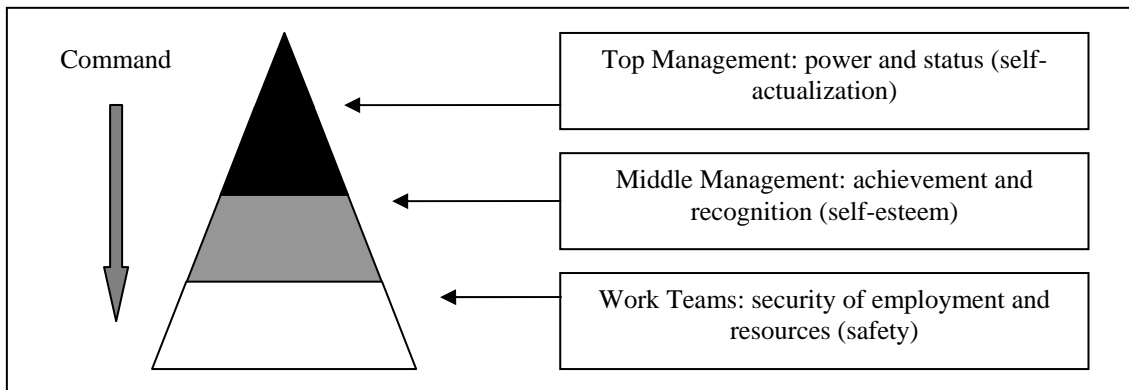 Command
Top Management: power and status (self-
actualization)
Middle Management: achievement and
recognition (self-esteem)
Work Teams: security of employment and
resources (safety)